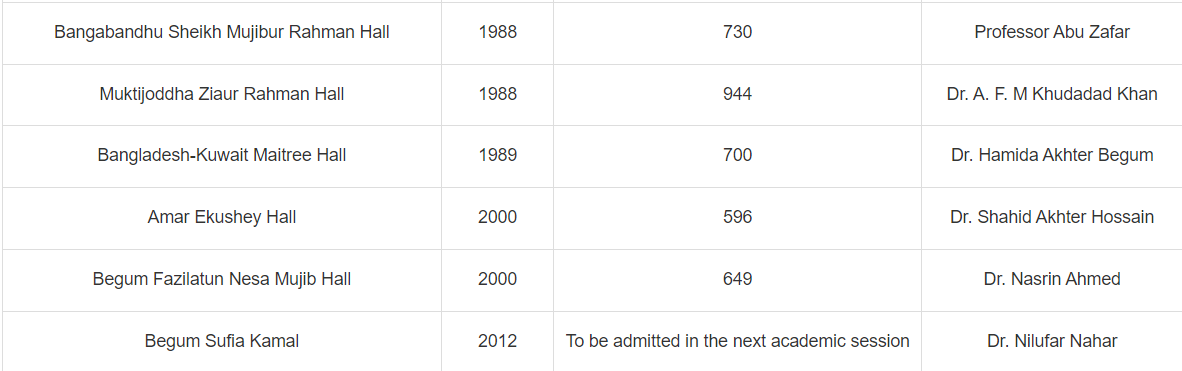 Bangabandhu Sheikh Mujibur Rahman Hall 1988 730 Professor Abu Zafar
Muktijoddha Ziaur Rahman Hall 1988 944 Dr. A. F. M Khudadad Khan
Bangladesh-Kuwait Maitree Hall 1989 700 Dr. Hamida Akhter Begum
Amar Ekushey Hall 2000 596 Dr. Shahid Akhter Hossain
Begum Fazilatun Nesa Mujib Hall 2000 649 Dr. Nasrin Ahmed
Begum Sufia Kamal 2012 To be admitted in the next academic session Dr. Nilufar Nahar